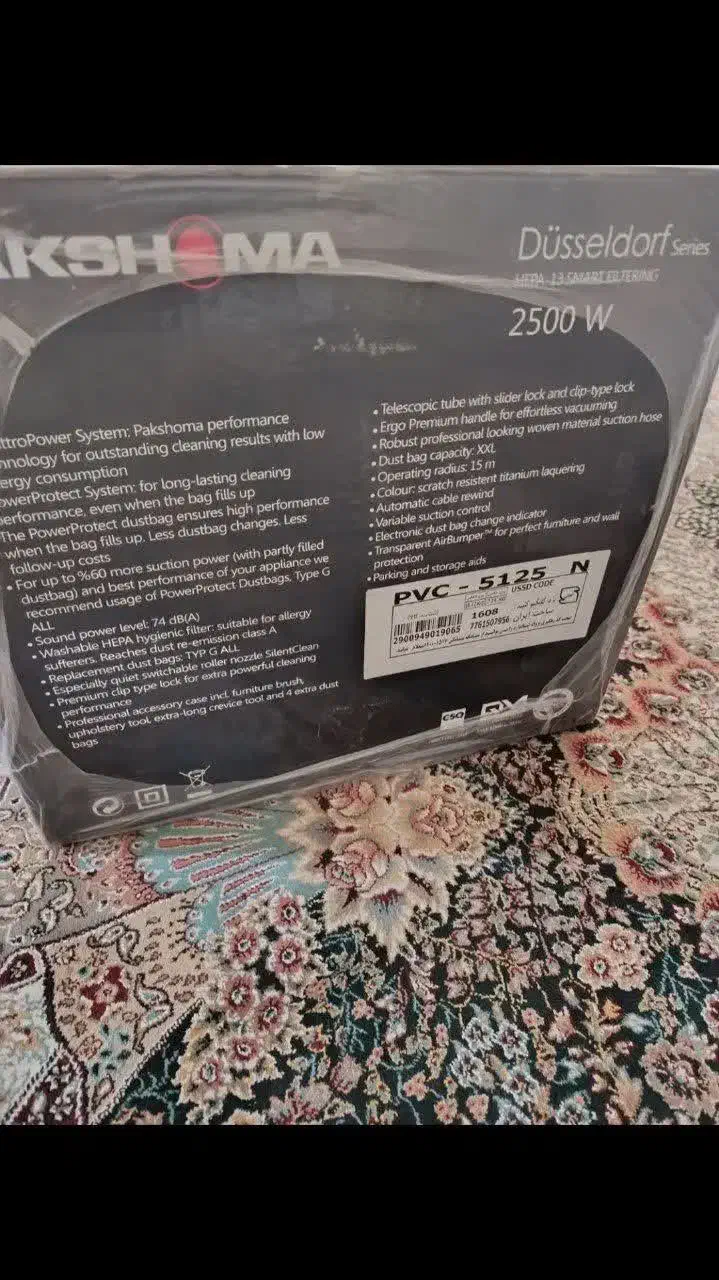 AKSHOMA
Düsseldorf Series
HEPA 13 SMART FILTERING
2500 W
ttroPower System: Pakshoma performance
hnology for outstanding cleaning results with low
ergy consumption
owerProtect System: for long-lasting cleaning
performance, even when the bag fills up
The PowerProtect dustbag ensures high performance
when the bag fills up. Less dustbag changes. Less
follow-up costs
• For up to %60 more suction power (with partly filled
dustbag) and best performance of your appliance we
recommend usage of PowerProtect Dustbags, Type G
ALL
• Sound power level: 74 dB(A)
• Washable HEPA hygienic filter: suitable for allergy
sufferers. Reaches dust re-emission class A
• Replacement dust bags: TYP G ALL
• Especially quiet switchable roller nozzle SilentClean
• Premium clip type lock for extra powerful cleaning
performance
• Professional accessory case incl. furniture brush,
upholstery tool, extra-long crevice tool and 4 extra dust
bags
• Telescopic tube with slider lock and clip-type lock
• Ergo Premium handle for effortless vacuuming
• Robust professional looking woven material suction hose
• Dust bag capacity: XXL
• Operating radius: 15 m
• Colour: scratch resistent titanium laquering
• Automatic cable rewind
• Variable suction control
• Electronic dust bag change indicator
• Transparent AirBumper™ for perfect furniture and wall
protection
• Parking and storage aids
PVC - 5125 N
USSD CODE
1608
ساخت ایران
7761507956
2900949019065
CSQ